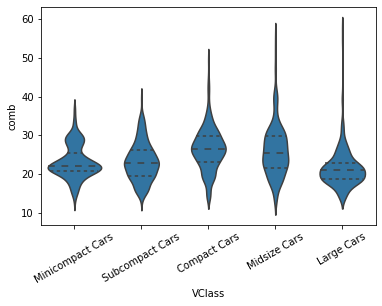 60
50
40
30
20
10
comb
Minicompact Cars
Subcompact Cars
Compact Cars
Midsize Cars
Large Cars
VClass